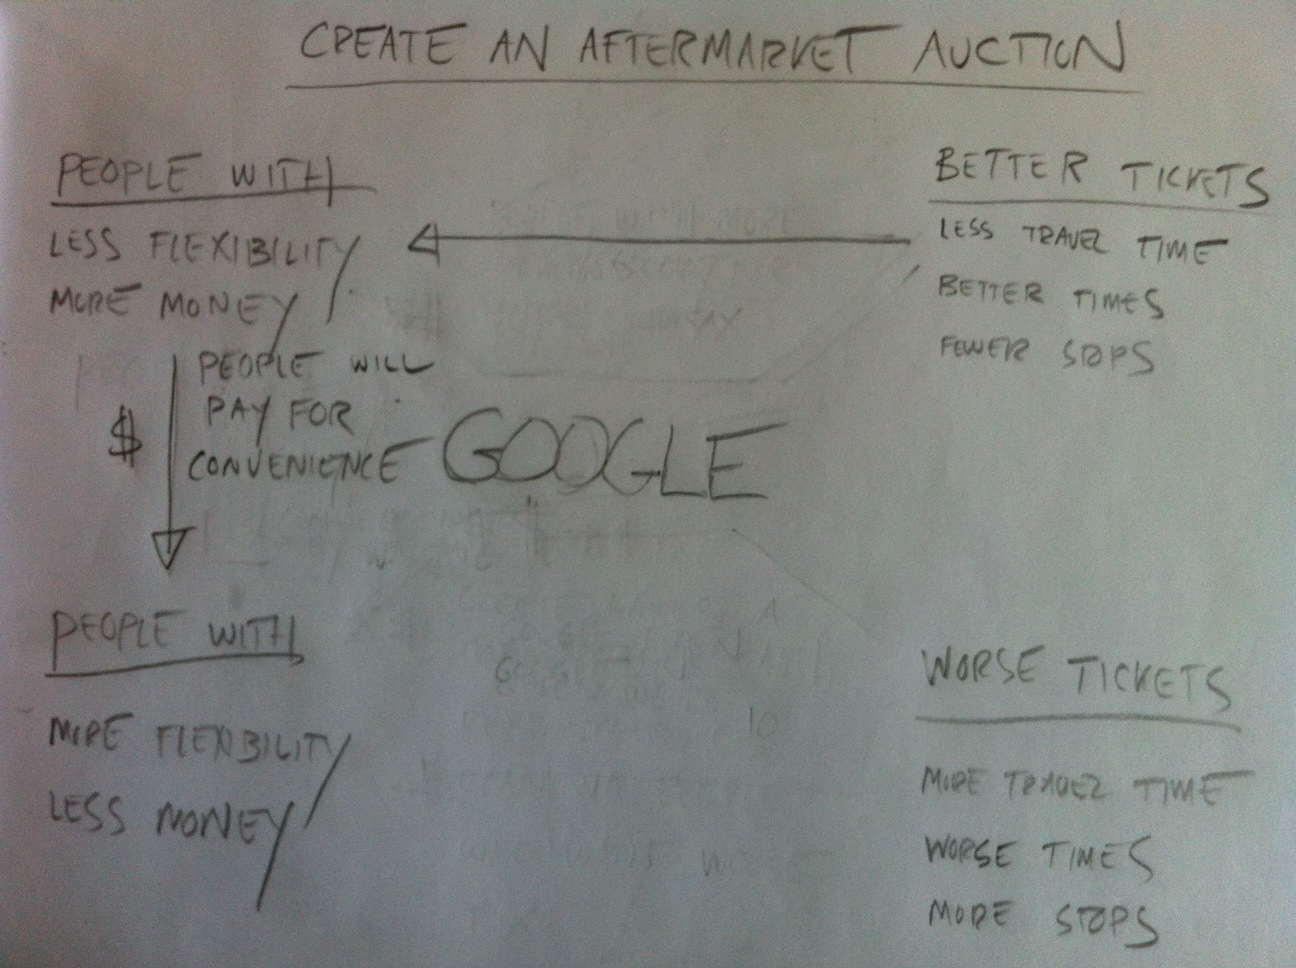 CREATE AN AFTERMARKET AUCTION
PEOPLE WITH
LESS FLEXIBILITY/
MORE MONEY
$
PEOPLE WILL
PAY FOR
CONVENIENCE
GOOGLE
PEOPLE WITH
MORE FLEXIBILITY/
LESS MONEY
BETTER TICKETS
LESS TRAVEL TIME
BETTER TIMES
FEWER STOPS
WORSE TICKETS
MORE TRAVEL TIME
WORSE TIMES
MORE STOPS